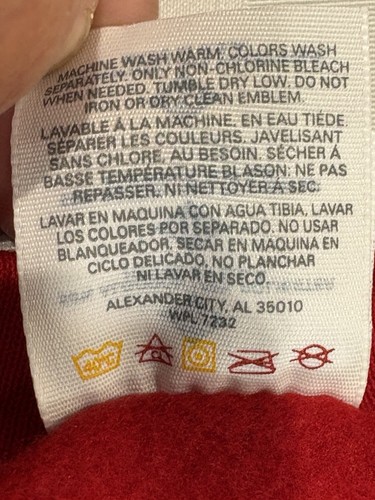 MACHINE WASH WARM, COLORS WASH
SEPARATELY. ONLY NON-CHLORINE BLEACH
WHEN NEEDED. TUMBLE DRY LOW. DO NOT
IRON OR DRY CLEAN EMBLEM.
LAVABLE À LA MACHINE, EN EAU TIÉDE,
SÉPARER LES COULEURS. JAVELISANT
SANS CHLORE, AU BESOIN. SÉCHER À
BASSE TEMPÉRATURE BLASON: NE PAS
REPASSER, NI NETTOYER À SEC.
LAVAR EN MAQUINA CON AGUA TIBIA, LAVAR
LOS COLORES POR SEPARADO. NO USAR
BLANQUEADOR, SECAR EN MAQUINA EN
CICLO DELICADO, NO PLANCHAR
NI LAVAR EN SECO.
ALEXANDER CITY, AL 35010
WPL 7232
40°C